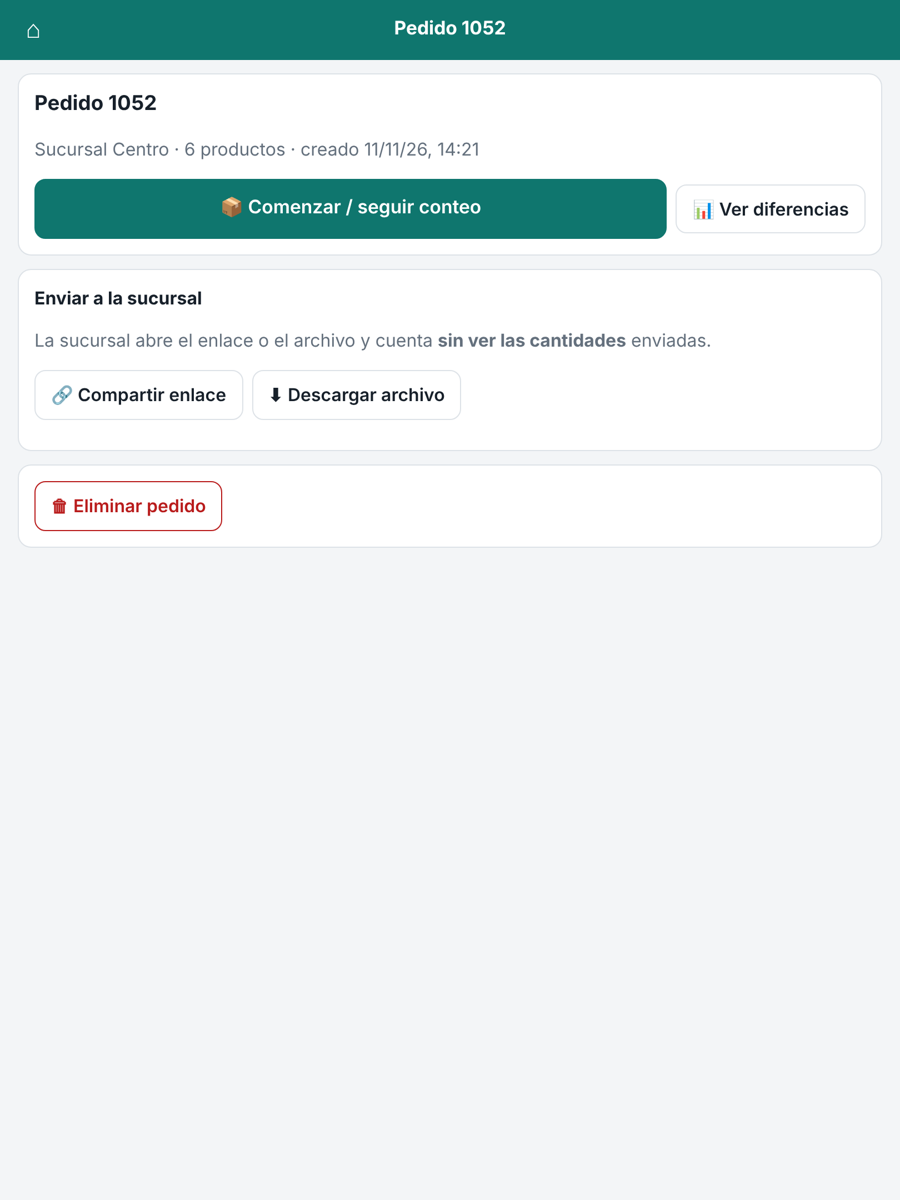 Pedido 1052
Pedido 1052
Sucursal Centro · 6 productos · creado 11/11/26, 14:21
📦 Comenzar / seguir conteo
📊 Ver diferencias
Enviar a la sucursal
La sucursal abre el enlace o el archivo y cuenta sin ver las cantidades enviadas.
🔗 Compartir enlace
⬇ Descargar archivo
🗑 Eliminar pedido